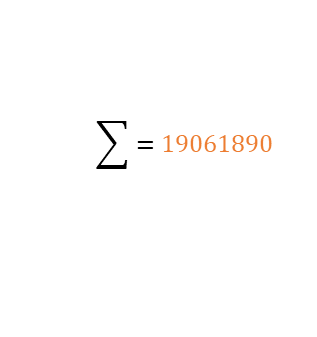 ∑ = 19061890